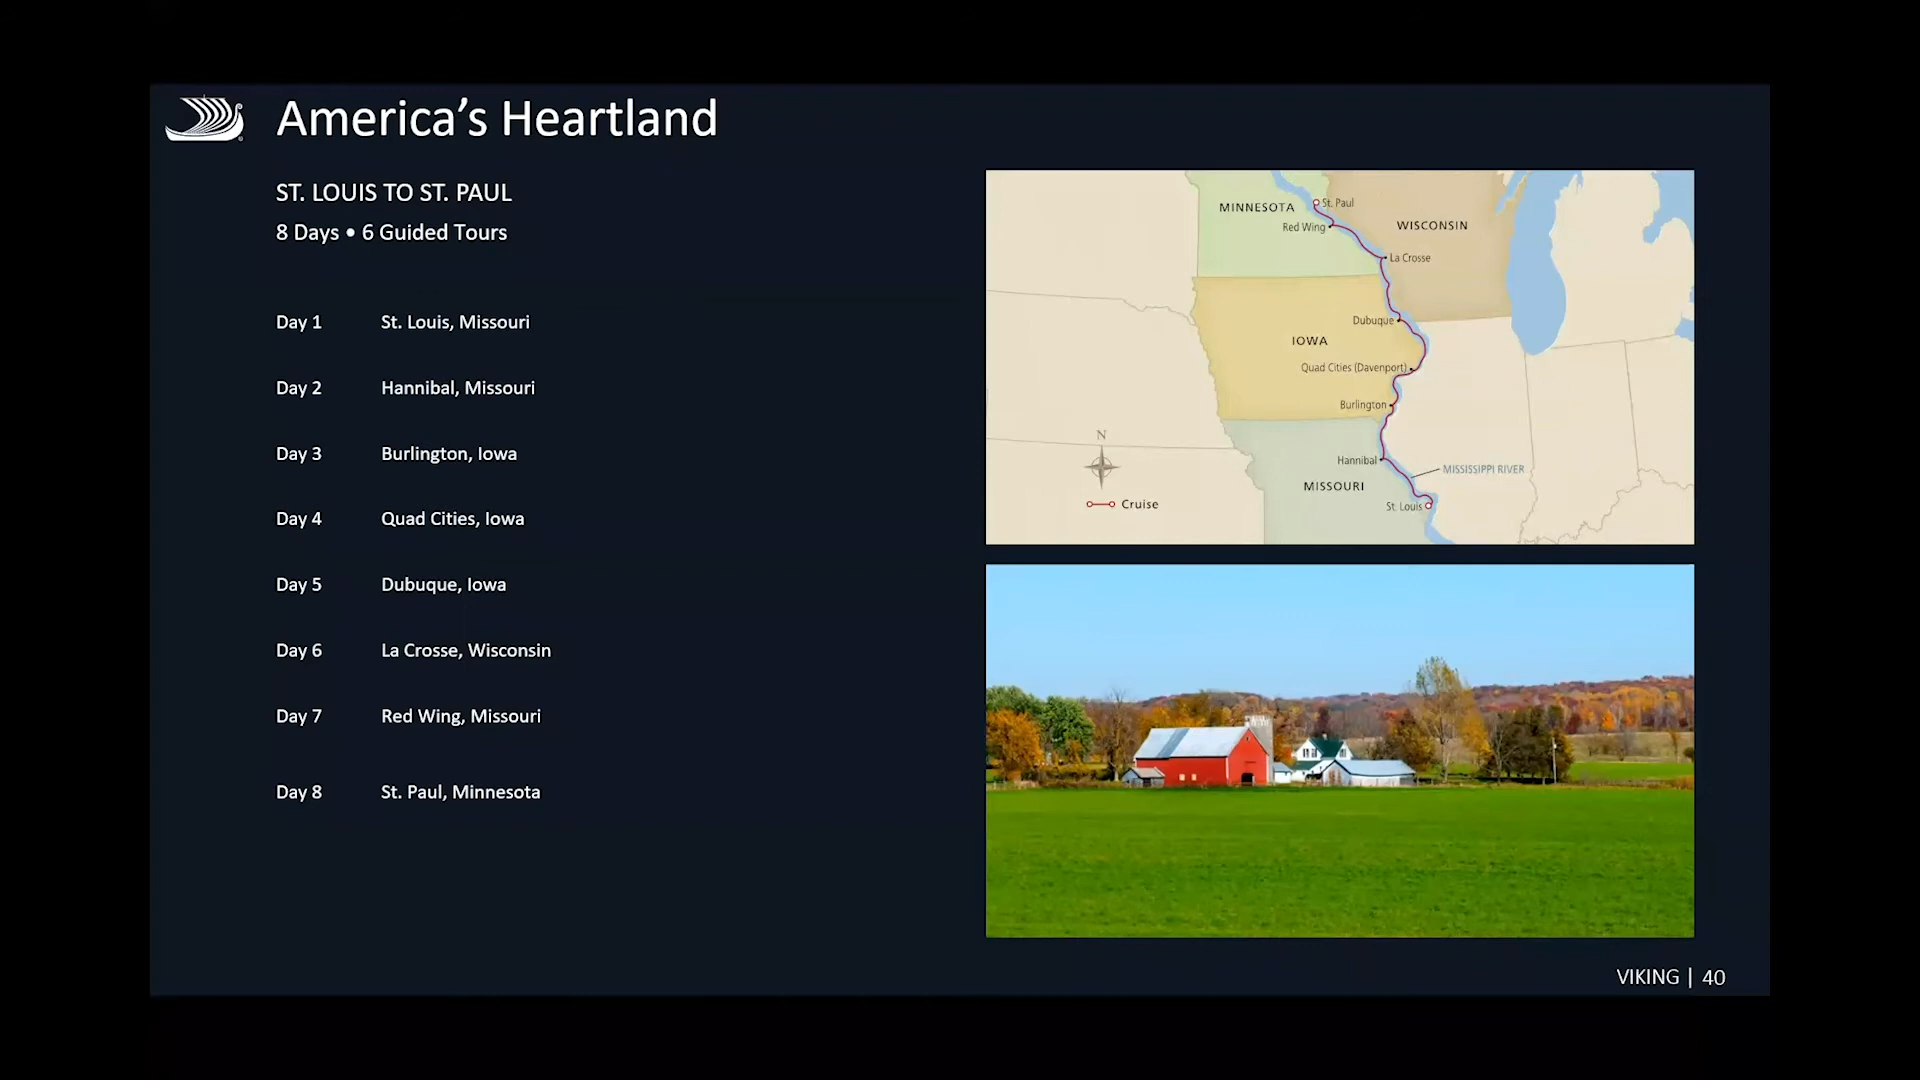 America's Heartland
ST. LOUIS TO ST. PAUL
8 Days • 6 Guided Tours
Day 1 St. Louis, Missouri
Day 2 Hannibal, Missouri
Day 3 Burlington, Iowa
Day 4 Quad Cities, Iowa
Day 5 Dubuque, Iowa
Day 6 La Crosse, Wisconsin
Day 7 Red Wing, Missouri
Day 8 St. Paul, Minnesota
MINNESOTA
St. Paul
Red Wing
WISCONSIN
La Crosse
Dubuque
IOWA
Quad Cities (Davenport)
Burlington
N
Hannibal
MISSISSIPPI RIVER
MISSOURI
St. Louis
Cruise
VIKING | 40